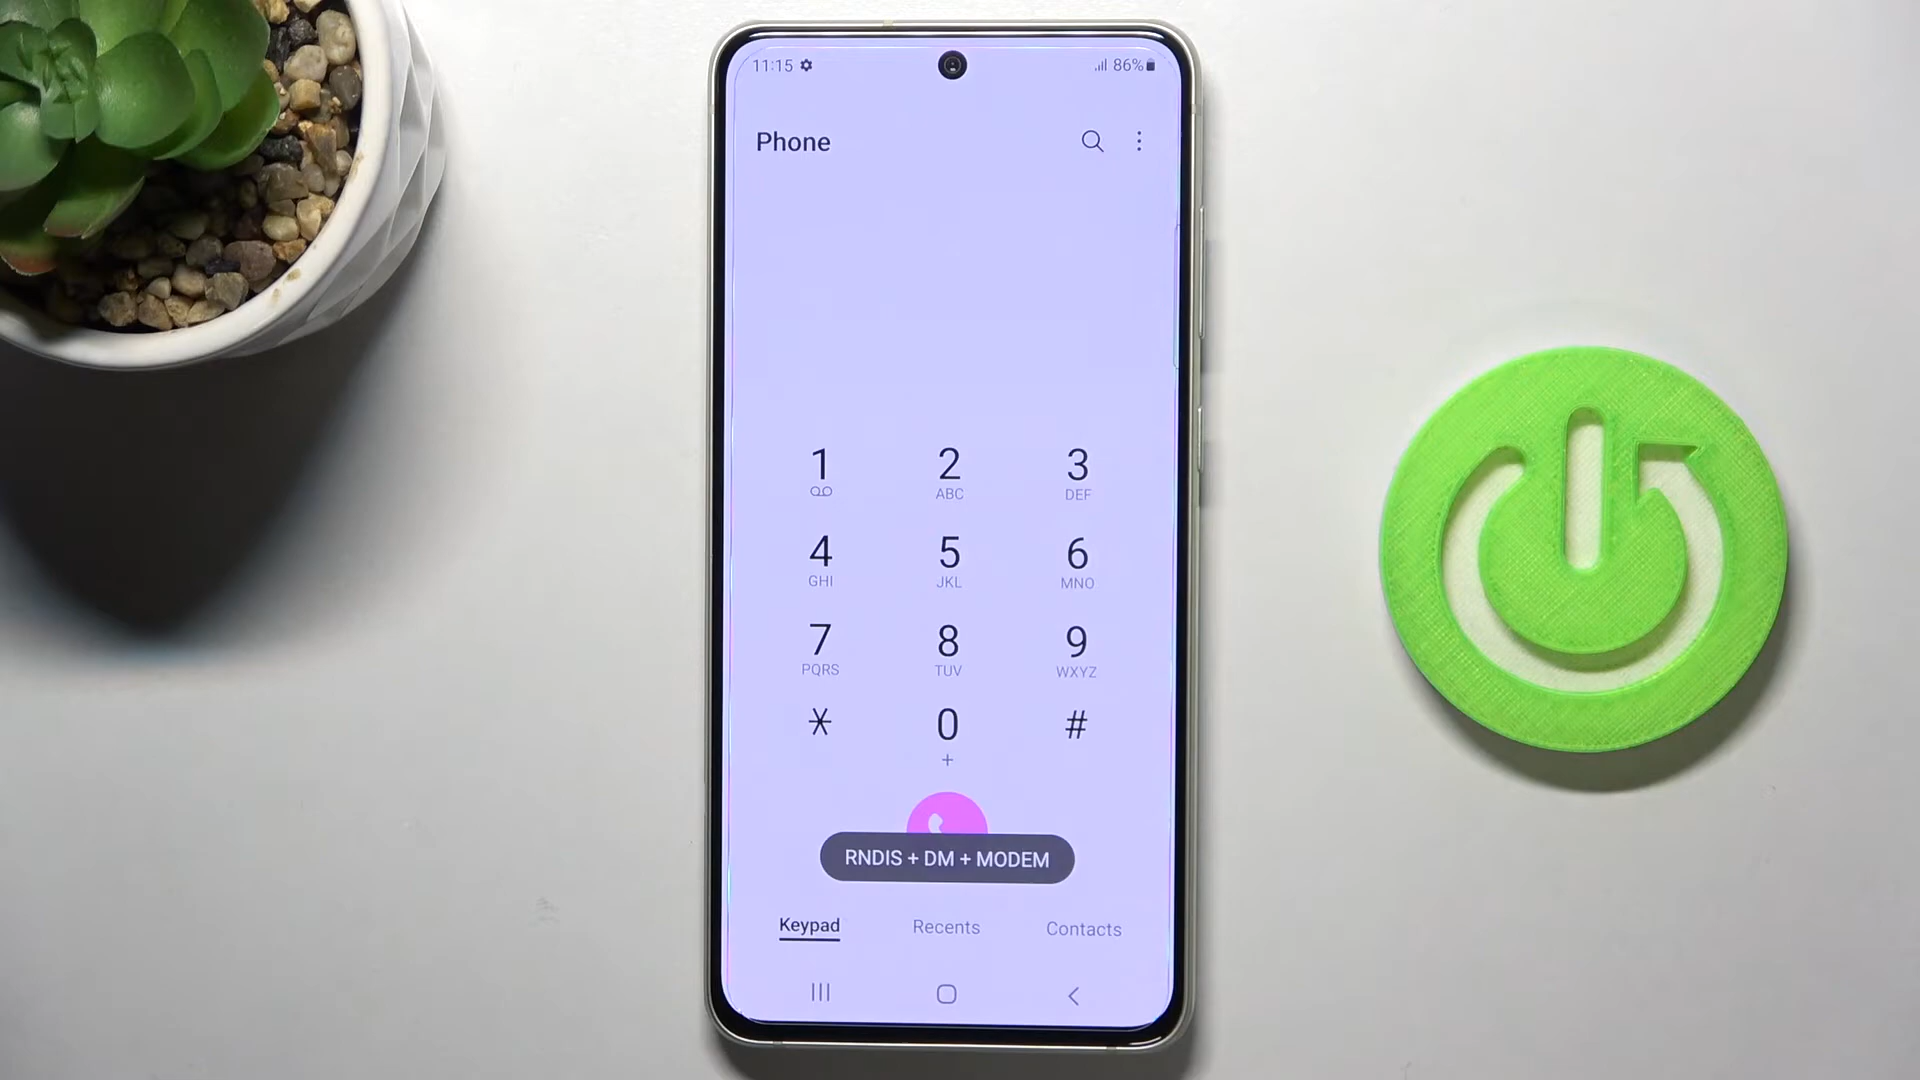 11:15 86%
Phone
1 2 3
ABC DEF
4 5 6
GHI JKL MNO
7 8 9
PQRS TUV WXYZ
* 0 #
+
RNDIS + DM + MODEM
Keypad Recents Contacts